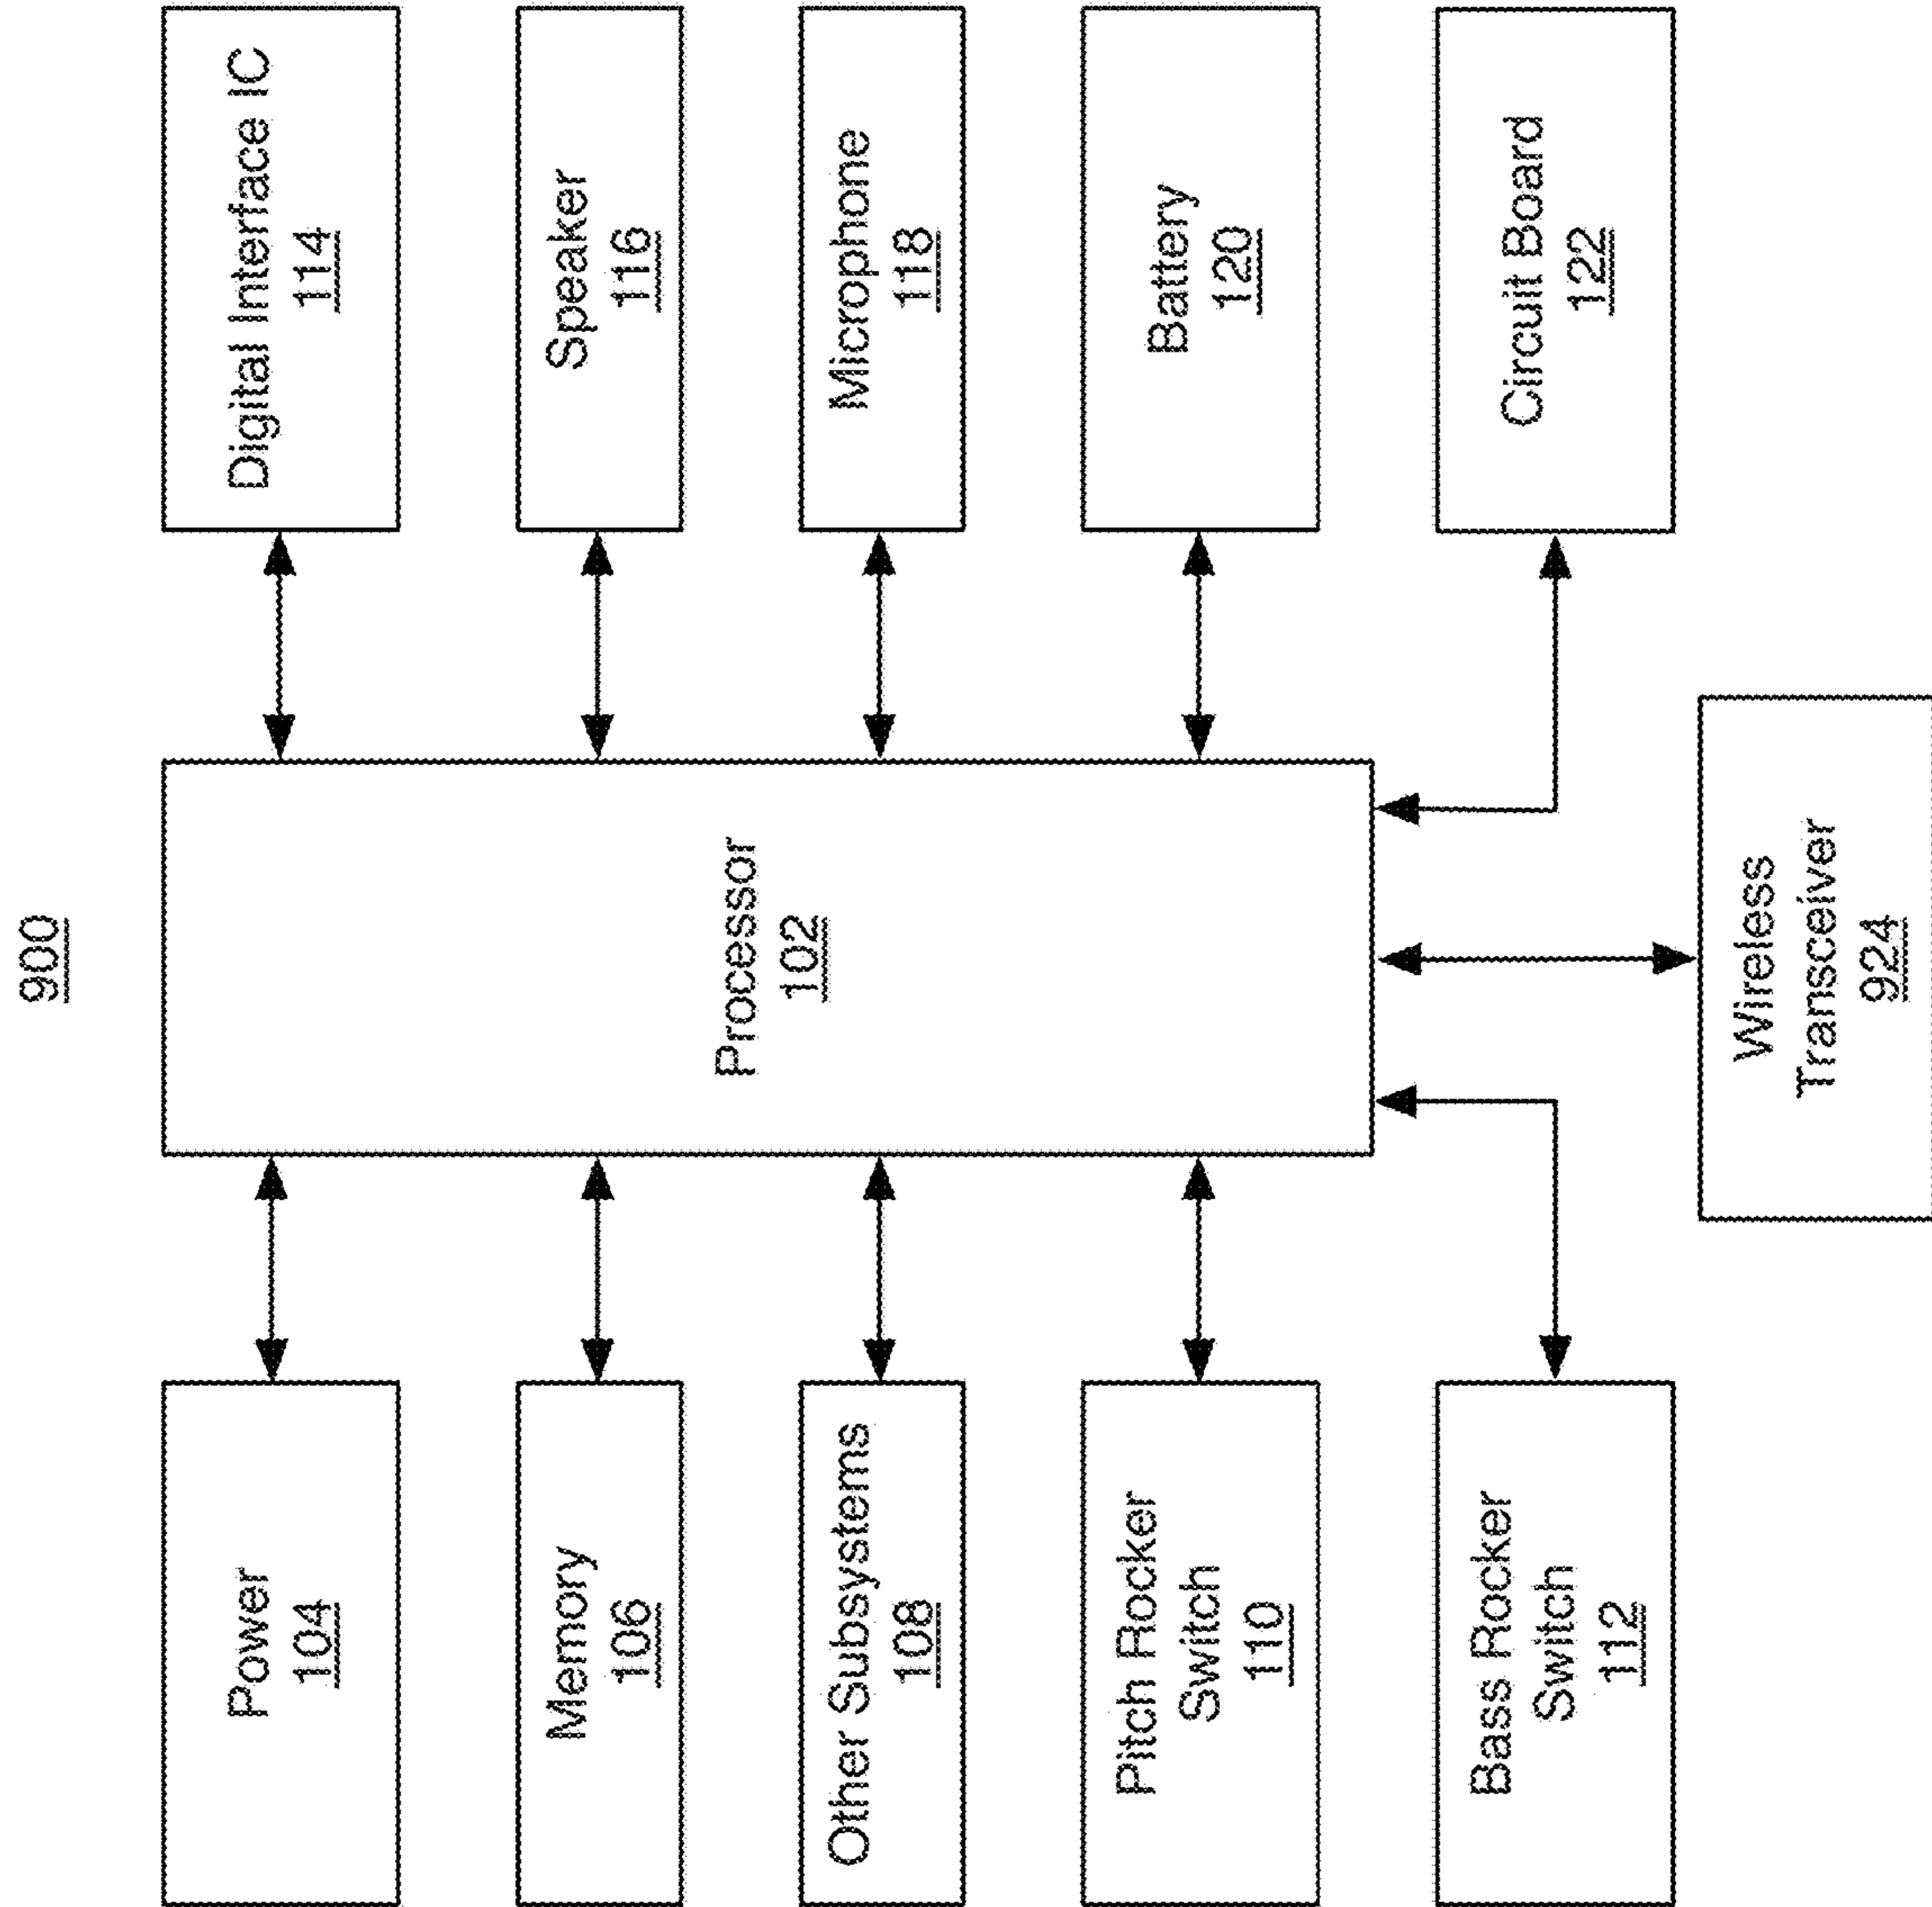 900
Power
104
Memory
106
Other Subsystems
108
Pitch Rocker
Switch
110
Bass Rocker
Switch
112
Processor
102
Wireless
Transceiver
924
Digital Interface IC
114
Speaker
116
Microphone
118
Battery
120
Circuit Board
122